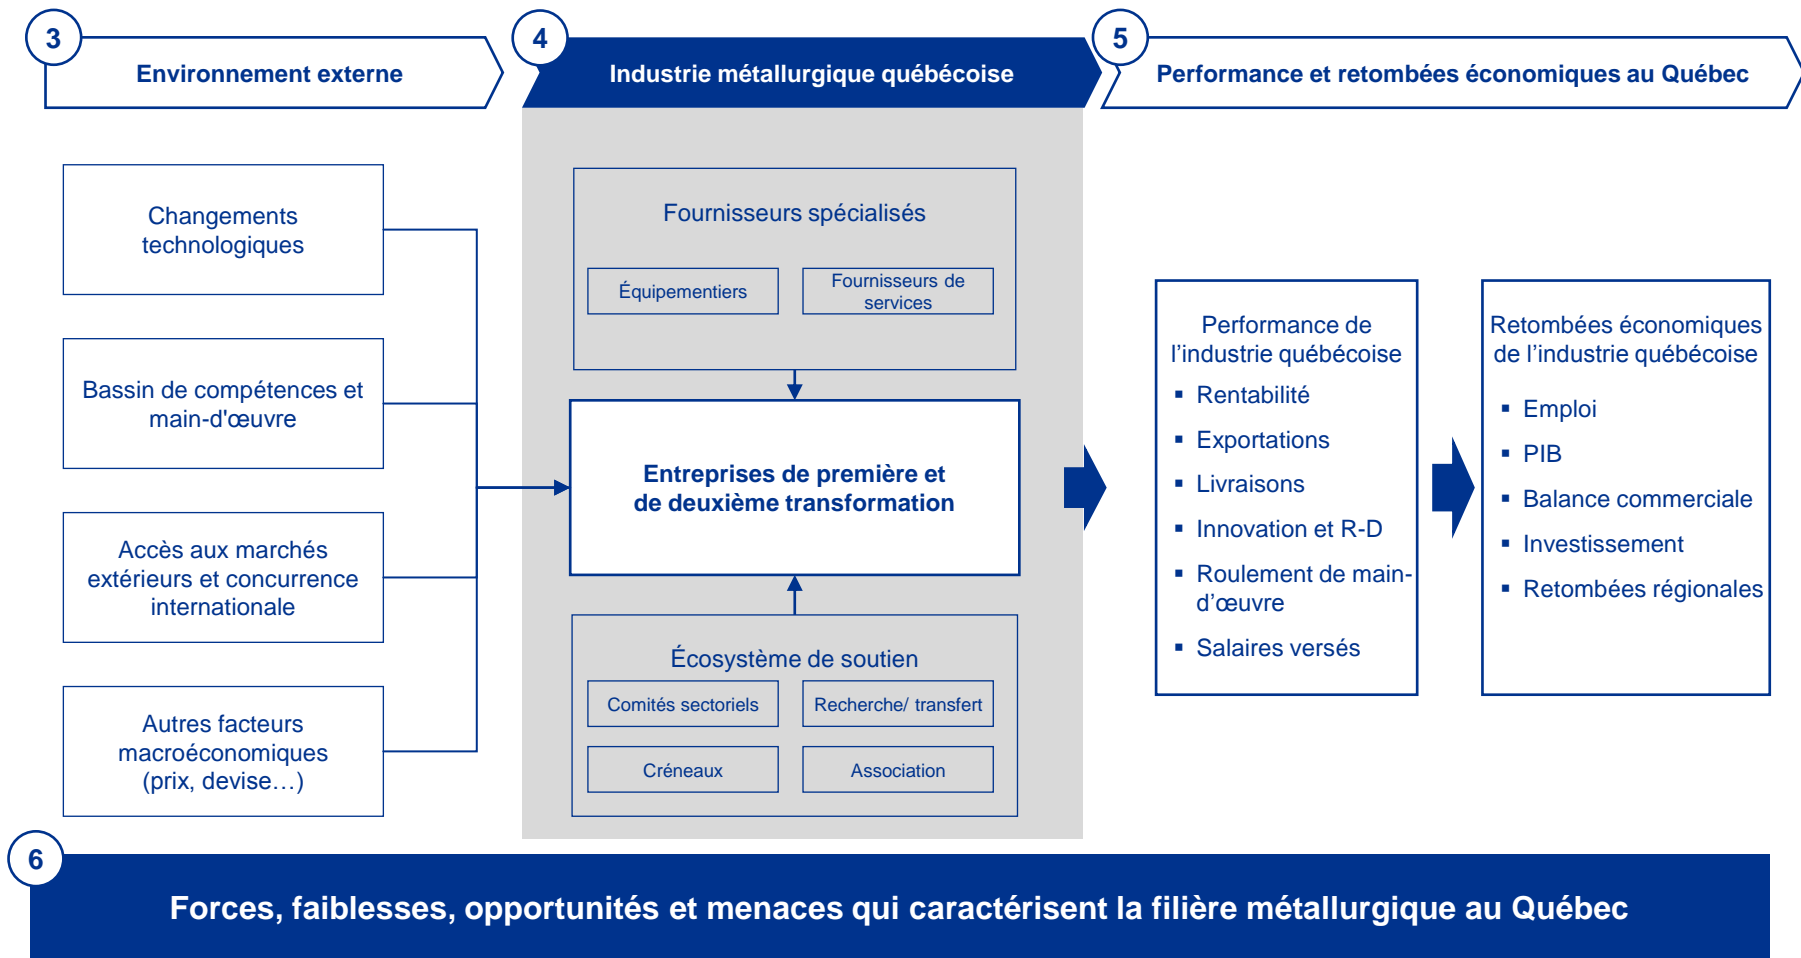 3
Environnement externe
4
Industrie métallurgique québécoise
5
Performance et retombées économiques au Québec
Changements
technologiques
Bassin de compétences et
main-d'œuvre
Accès aux marchés
extérieurs et concurrence
internationale
Autres facteurs
macroéconomiques
(prix, devise…)
Fournisseurs spécialisés
Équipementiers
Fournisseurs de
services
Entreprises de première et
de deuxième transformation
Écosystème de soutien
Comités sectoriels
Recherche/ transfert
Créneaux
Association
Performance de
l’industrie québécoise
▪ Rentabilité
▪ Exportations
▪ Livraisons
▪ Innovation et R-D
▪ Roulement de main-
d’œuvre
▪ Salaires versés
Retombées économiques
de l’industrie québécoise
▪ Emploi
▪ PIB
▪ Balance commerciale
▪ Investissement
▪ Retombées régionales
6
Forces, faiblesses, opportunités et menaces qui caractérisent la filière métallurgique au Québec